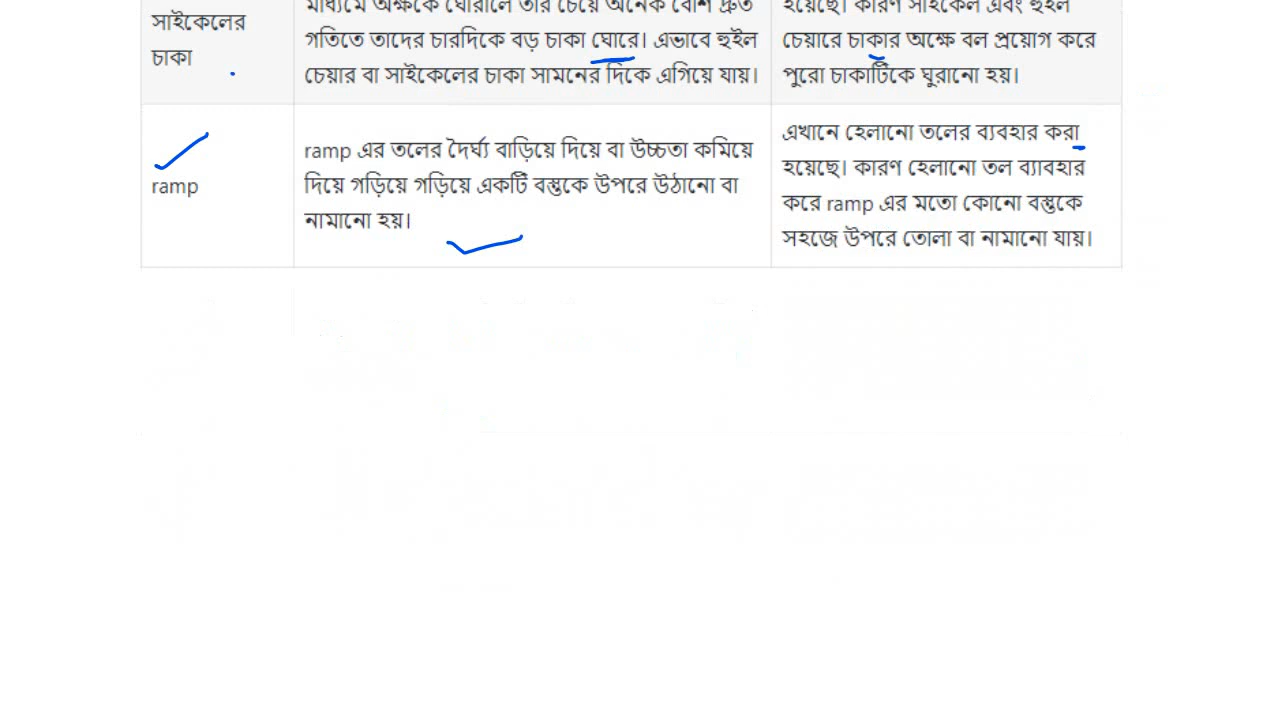 সাইকেলের
চাকা
মাধ্যমে অক্ষকে ঘোরালে তার চেয়ে অনেক বেশি দ্রুত
গতিতে তাদের চারদিকে বড় চাকা ঘোরে। এভাবে হুইল
চেয়ার বা সাইকেলের চাকা সামনের দিকে এগিয়ে যায়।
হয়েছে। কারণ সাইকেল এবং হুইল
চেয়ারে চাকার অক্ষে বল প্রয়োগ করে
পুরো চাকাটিকে ঘুরানো হয়।
ramp
ramp এর তলের দৈর্ঘ্য বাড়িয়ে দিয়ে বা উচ্চতা কমিয়ে
দিয়ে গড়িয়ে গড়িয়ে একটি বস্তুকে উপরে উঠানো বা
নামানো হয়।
এখানে হেলানো তলের ব্যবহার করা
হয়েছে। কারণ হেলানো তল ব্যাবহার
করে ramp এর মতো কোনো বস্তুকে
সহজে উপরে তোলা বা নামানো যায়।